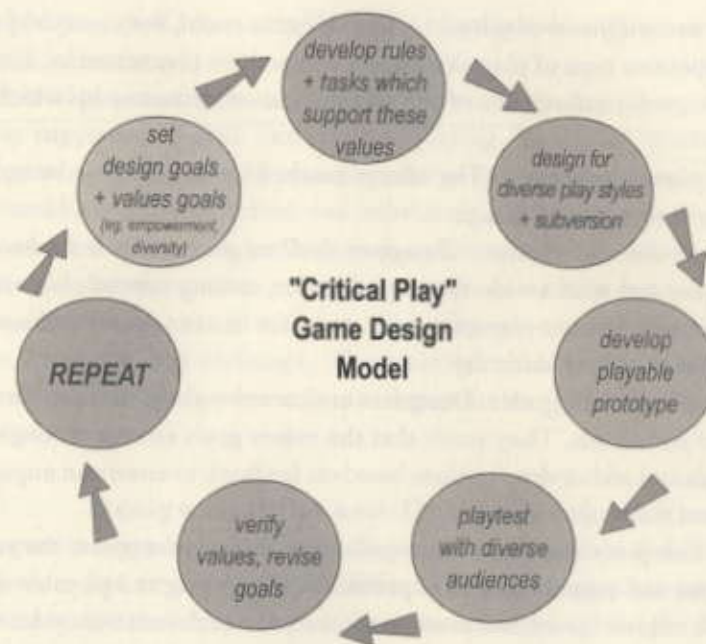 develop rules
+ tasks which
support these
values
design for
diverse play styles
+ subversion
develop
playable
prototype
playtest
with diverse
audiences
verify
values, revise
goals
REPEAT
set
design goals
+ values goals
(eg. empowerment,
diversity)
"Critical Play"
Game Design
Model